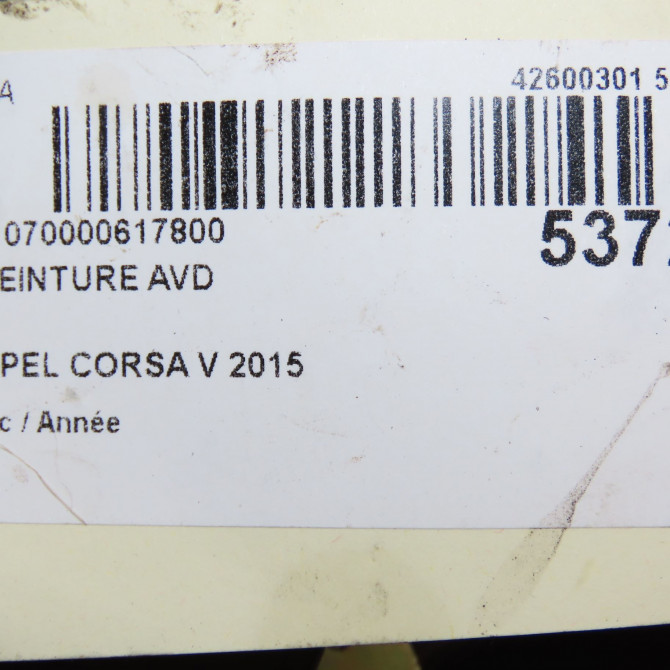 A
42600301 5
070000617800
537
EINTURE AVD
PEL CORSA V 2015
c / Année